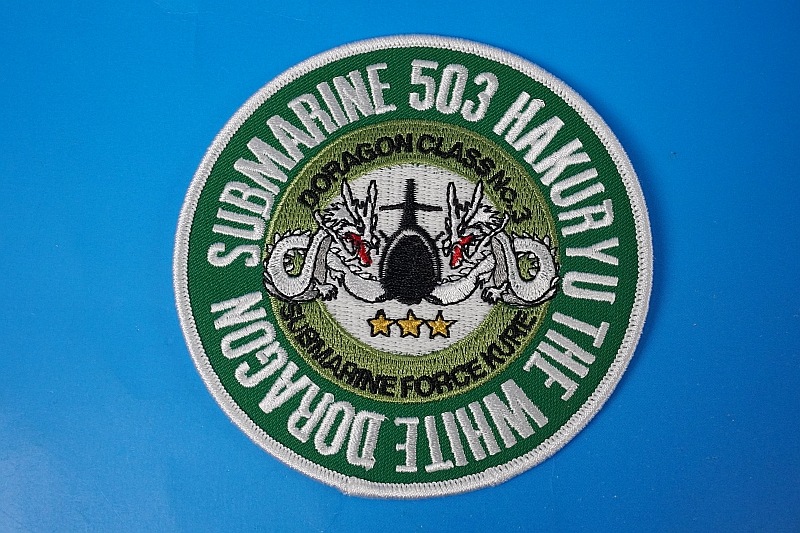 SUBMARINE 503 HAKURYU THE WHITE DORAGON
DORAGON CLASS No.3
SUBMARINE FORCE KURE